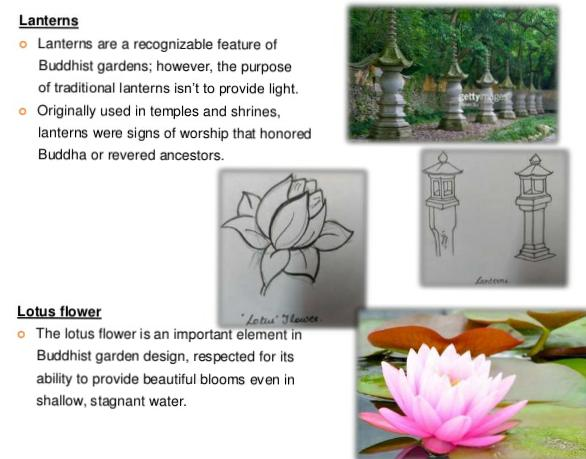 Lanterns
Lanterns are a recognizable feature of
Buddhist gardens; however, the purpose
of traditional lanterns isn't to provide light.
Originally used in temples and shrines,
lanterns were signs of worship that honored
Buddha or revered ancestors.
gettyimages
Lanterns
"Lotus" Flower.
Lotus flower
The lotus flower is an important element in
Buddhist garden design, respected for its
ability to provide beautiful blooms even in
shallow, stagnant water.